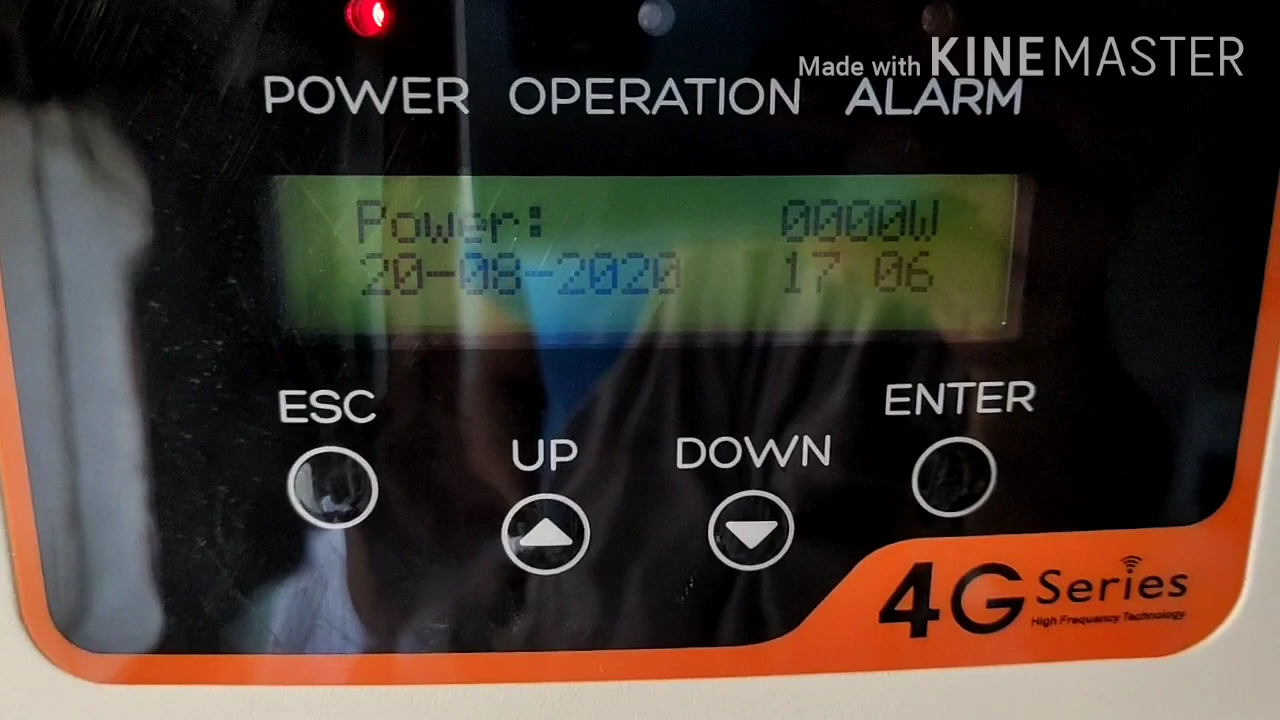 Made with KINEMASTER
POWER OPERATION ALARM
Power: 0000W
20-08-2020 17 06
ESC
UP
DOWN
ENTER
4G Series
High Frequency Technology